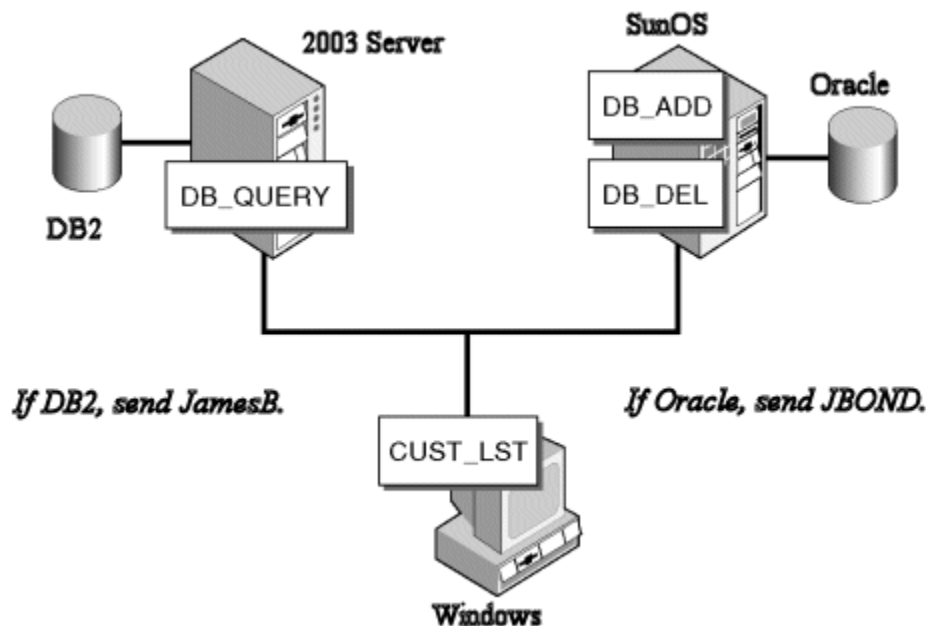 2003 Server
SunOS
DB_ADD
Oracle
DB_QUERY
DB_DEL
DB2
If DB2, send JamesB.
If Oracle, send JBOND.
CUST_LST
Windows